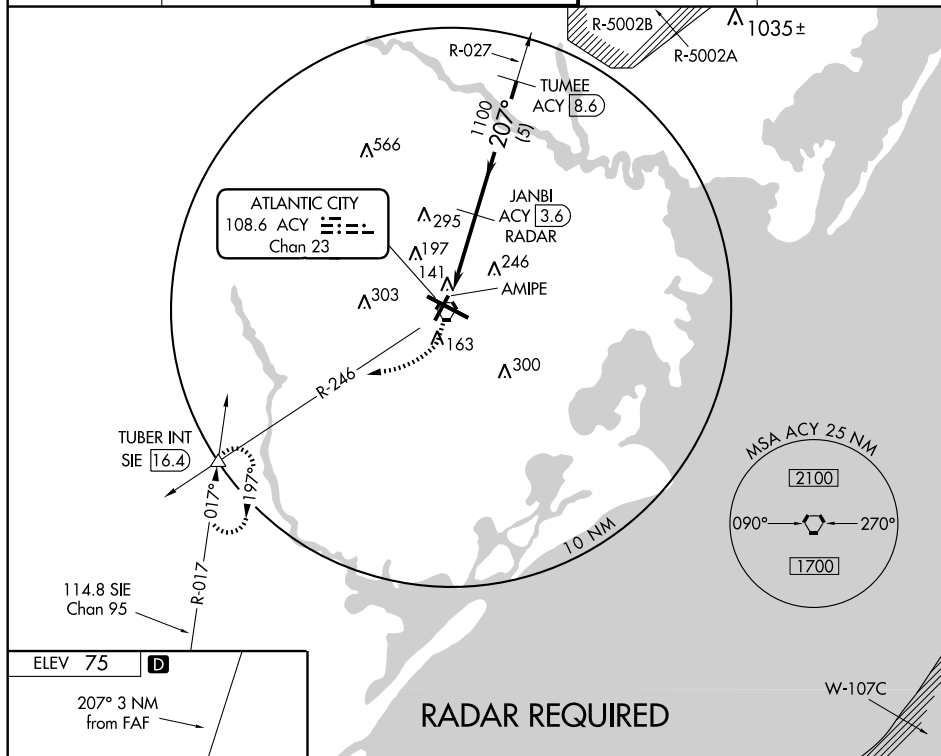 R-5002B
1035±
R-5002A
R-027
TUMEE
ACY 8.6
1100
207°
(5)
566
JANBI
ACY 3.6
RADAR
ATLANTIC CITY
108.6 ACY
Chan 23
295
197
246
141
AMIPE
303
163
300
R-246
TUBER INT
SIE 16.4
017°
197°
R-017
10 NM
MSA ACY 25 NM
2100
090°
270°
1700
114.8 SIE
Chan 95
ELEV 75 D
207° 3 NM
from FAF
RADAR REQUIRED
W-107C